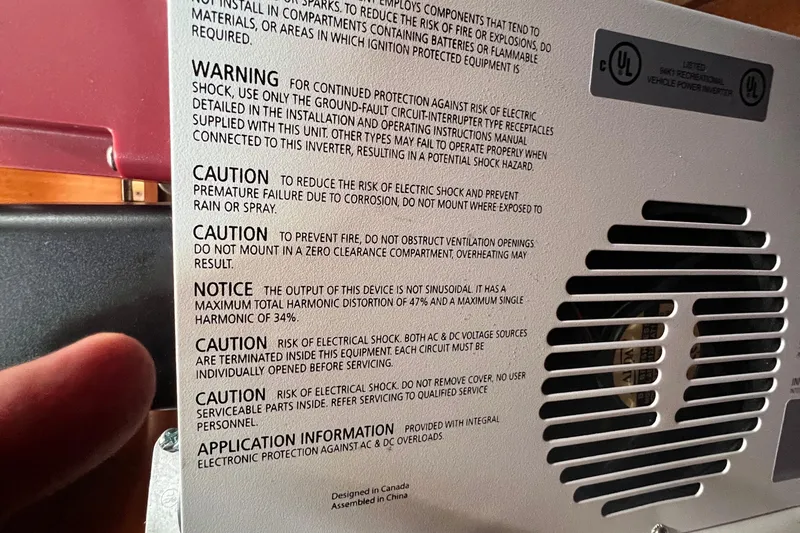 EMPLOYS COMPONENTS THAT TEND TO
SPARKS. TO REDUCE THE RISK OF FIRE OR EXPLOSIONS, DO
NOT INSTALL IN COMPARTMENTS CONTAINING BATTERIES OR FLAMMABLE
MATERIALS, OR AREAS IN WHICH IGNITION PROTECTED EQUIPMENT IS
REQUIRED.
WARNING FOR CONTINUED PROTECTION AGAINST RISK OF ELECTRIC
SHOCK, USE ONLY THE GROUND-FAULT CIRCUIT-INTERRUPTER TYPE RECEPTACLES
DETAILED IN THE INSTALLATION AND OPERATING INSTRUCTIONS MANUAL
SUPPLIED WITH THIS UNIT. OTHER TYPES MAY FAIL TO OPERATE PROPERLY WHEN
CONNECTED TO THIS INVERTER, RESULTING IN A POTENTIAL SHOCK HAZARD.
CAUTION TO REDUCE THE RISK OF ELECTRIC SHOCK AND PREVENT
PREMATURE FAILURE DUE TO CORROSION, DO NOT MOUNT WHERE EXPOSED TO
RAIN OR SPRAY.
CAUTION TO PREVENT FIRE, DO NOT OBSTRUCT VENTILATION OPENINGS.
DO NOT MOUNT IN A ZERO CLEARANCE COMPARTMENT, OVERHEATING MAY
RESULT.
NOTICE THE OUTPUT OF THIS DEVICE IS NOT SINUSOIDAL. IT HAS A
MAXIMUM TOTAL HARMONIC DISTORTION OF 47% AND A MAXIMUM SINGLE
HARMONIC OF 34%.
CAUTION RISK OF ELECTRICAL SHOCK. BOTH AC & DC VOLTAGE SOURCES
ARE TERMINATED INSIDE THIS EQUIPMENT. EACH CIRCUIT MUST BE
INDIVIDUALLY OPENED BEFORE SERVICING.
CAUTION RISK OF ELECTRICAL SHOCK. DO NOT REMOVE COVER, NO USER
SERVICEABLE PARTS INSIDE. REFER SERVICING TO QUALIFIED SERVICE
PERSONNEL.
APPLICATION INFORMATION PROVIDED WITH INTEGRAL
ELECTRONIC PROTECTION AGAINST AC & DC OVERLOADS.
Designed in Canada
Assembled in China
C UL
LISTED
RECREATIONAL
VEHICLE POWER INVERTER
UL